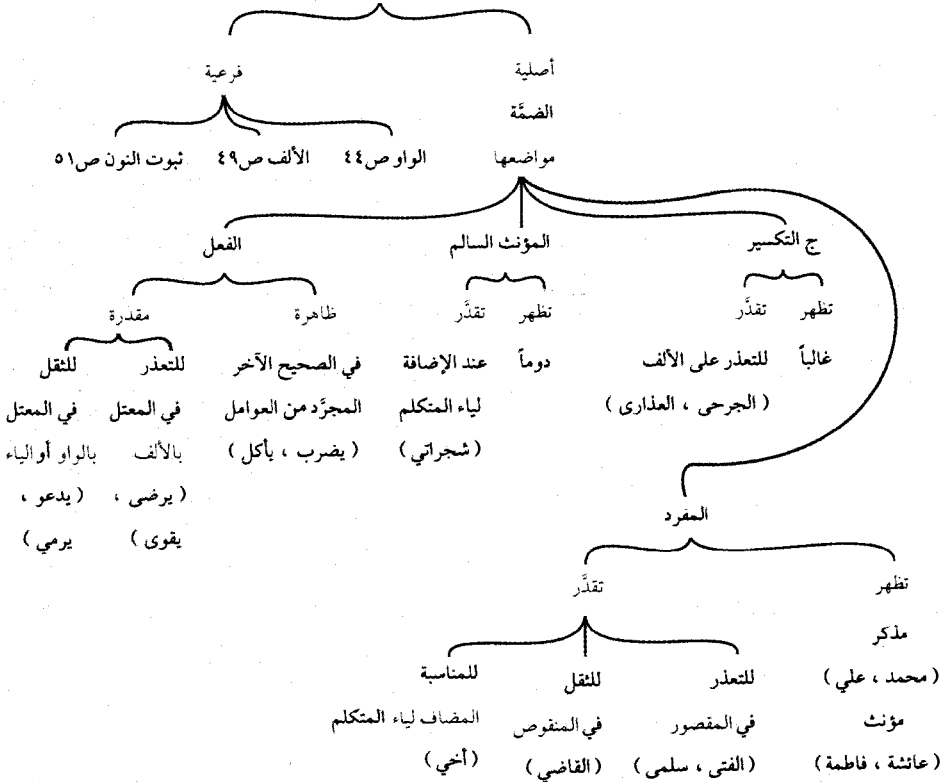 أصلية فرعية
الضمَّة
مواضعها الواو ص٤٤ الألف ص٤٩ ثبوت النون ص٥١
ج التكسير المؤنث السالم الفعل
تظهر تقدَّر تظهر تقدَّر ظاهرة مقدرة
غالباً للتعذر على الألف دوماً عند الإضافة في الصحيح الآخر للتعذر للثقل
( الجرحى ، العذارى ) لياء المتكلم المجرَّد من العوامل في المعتل في المعتل
(شجراتي) ( يضرب ، يأكل ) بالألف بالواو أو الياء
( يرضى ، ( يدعو ،
يقوى ) يرمي )
المفرد
تظهر تقدَّر
مذكر
( محمد ، علي ) للتعذر للثقل للمناسبة
مؤنث في المقصور في المنقوص المضاف لياء المتكلم
( عائشة ، فاطمة ) (الفتى ، سلمى ) (القاضي ) (أخي )